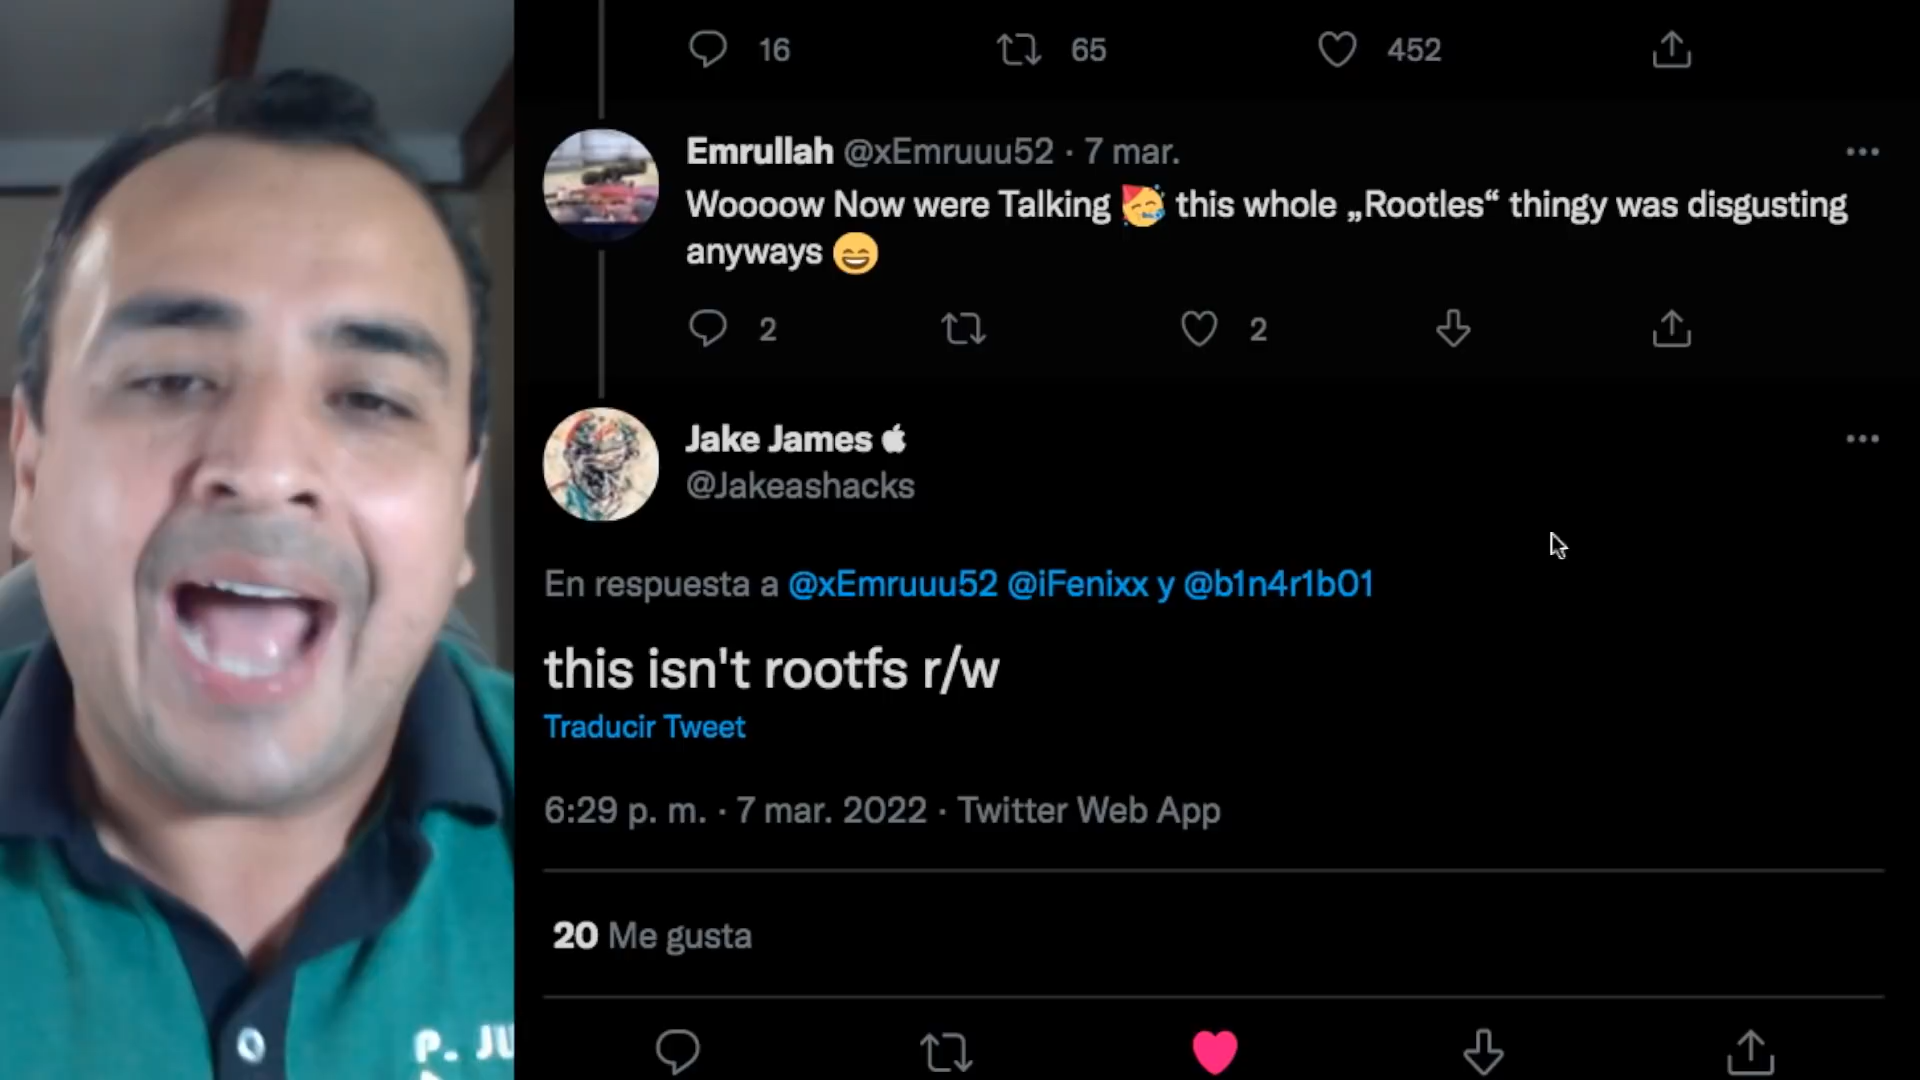 16 65 452
Emrullah @xEmruuu52 · 7 mar.
Woooow Now were Talking 🥳 this whole „Rootles“ thingy was disgusting
anyways 😄
2 2
Jake James
@Jakeashacks
En respuesta a @xEmruuu52 @iFenixx y @b1n4r1b01
this isn't rootfs r/w
Traducir Tweet
6:29 p. m. · 7 mar. 2022 · Twitter Web App
20 Me gusta
P. JU